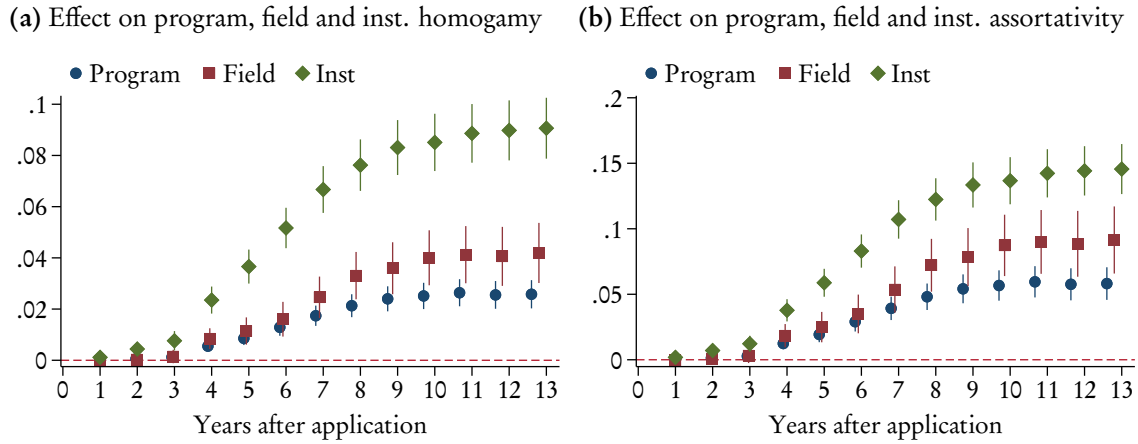 (a) Effect on program, field and inst. homogamy
Program Field Inst
.1
.08
.06
.04
.02
0
0 1 2 3 4 5 6 7 8 9 10 11 12 13
Years after application
(b) Effect on program, field and inst. assortativity
Program Field Inst
.2
.15
.1
.05
0
0 1 2 3 4 5 6 7 8 9 10 11 12 13
Years after application